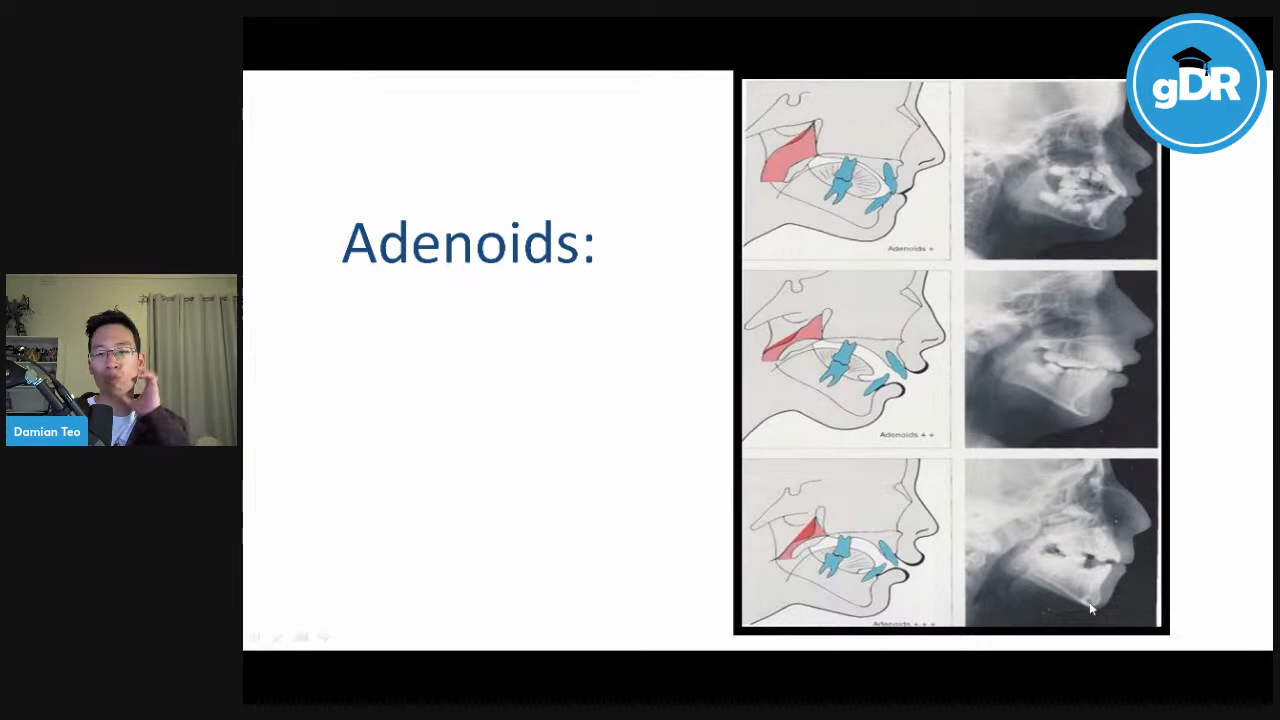 gDR
Adenoids:
Adenoids +
Adenoids + +
Adenoids + + +
Damian Teo